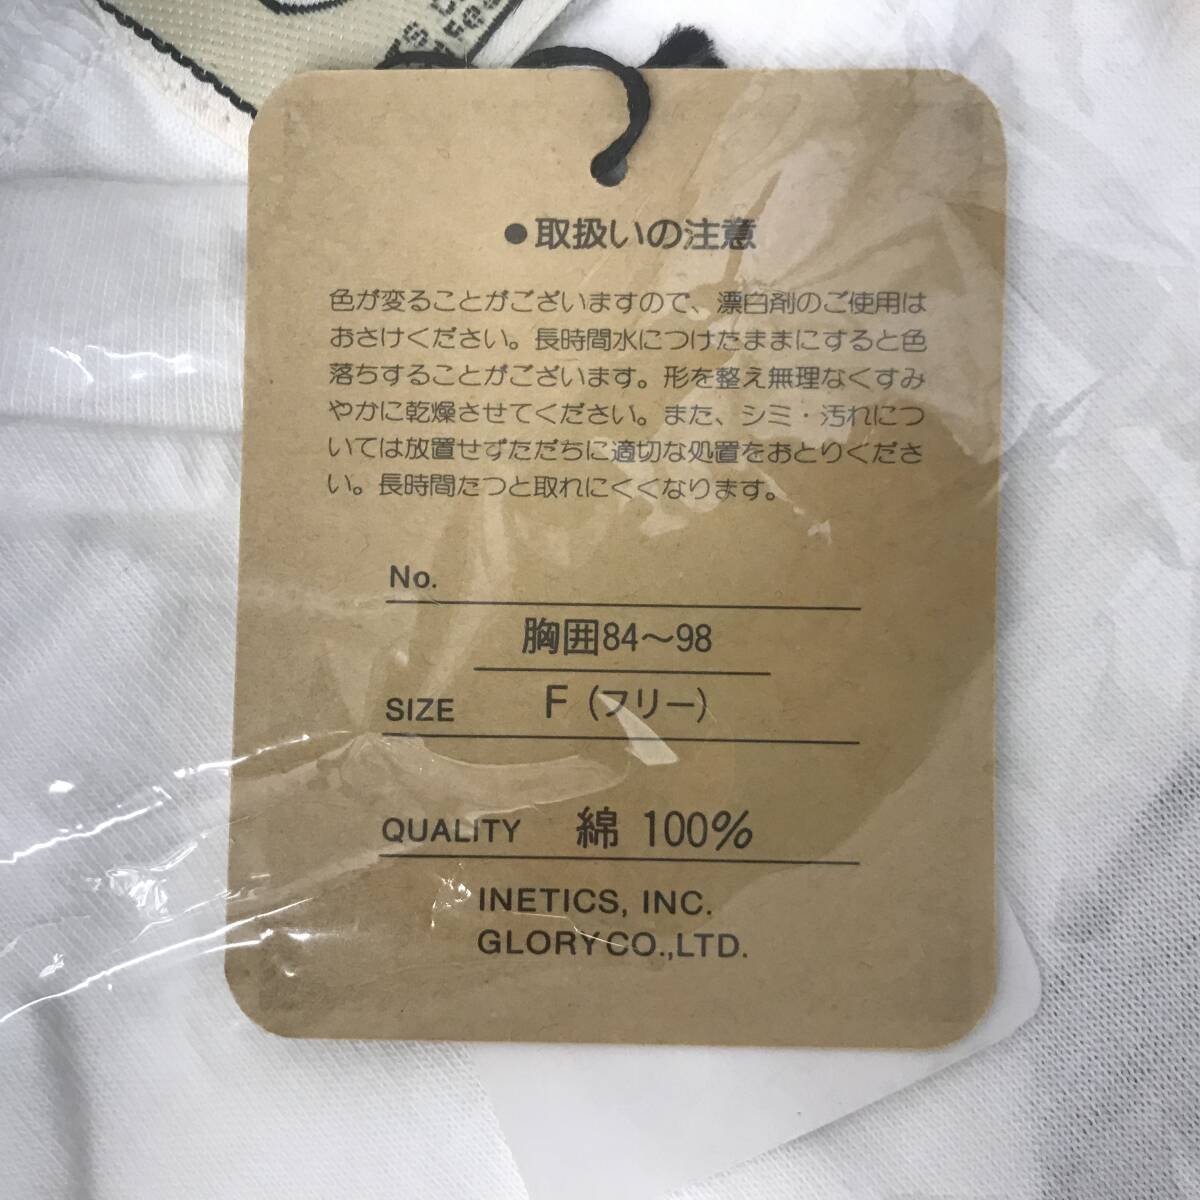 ●取扱いの注意
色が変ることがございますので、漂白剤のご使用は
おさけください。長時間水につけたままにすると色
落ちすることがございます。形を整え無理なくすみ
やかに乾燥させてください。また、シミ・汚れにつ
いては放置せずただちに適切な処置をおとりくださ
い。長時間たつと取れにくくなります。
No.
胸囲84〜98
SIZE F（フリー）
QUALITY 綿 100%
INETICS, INC.
GLORY CO.,LTD.